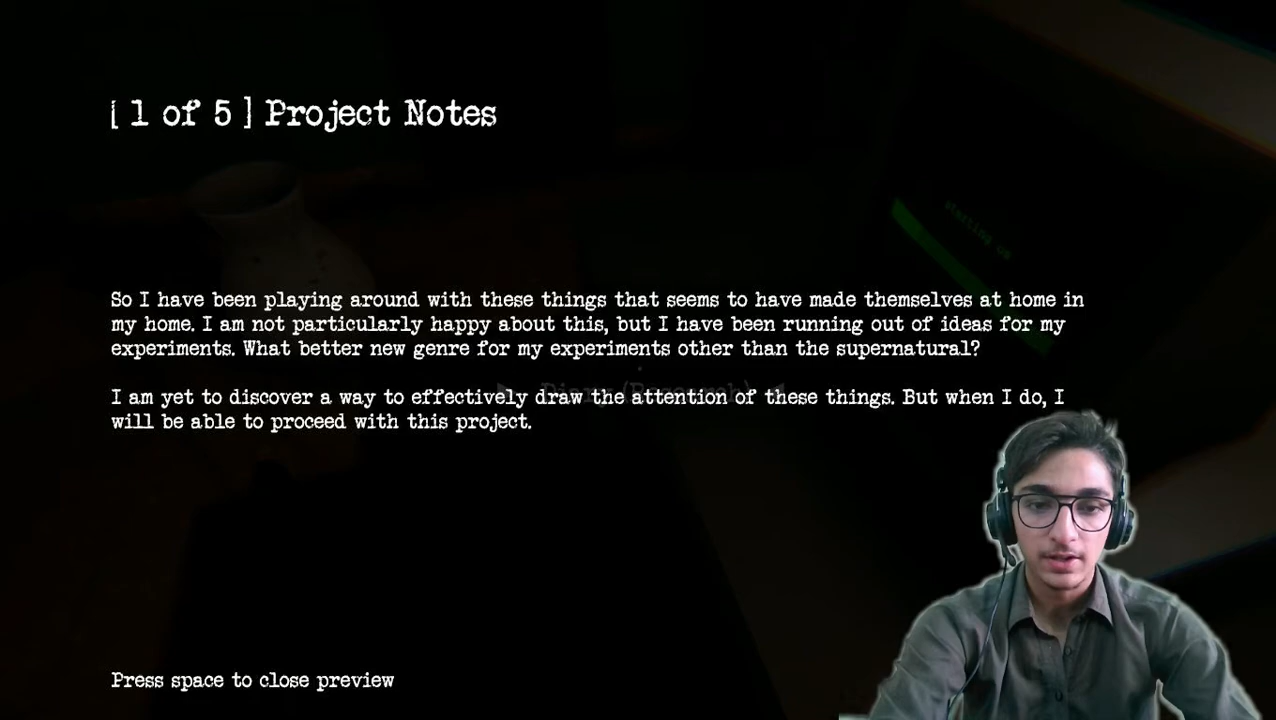 [ 1 of 5 ] Project Notes
So I have been playing around with these things that seems to have made themselves at home in
my home. I am not particularly happy about this, but I have been running out of ideas for my
experiments. What better new genre for my experiments other than the supernatural?
I am yet to discover a way to effectively draw the attention of these things. But when I do, I
will be able to proceed with this project.
Diary (Research)
Press space to close preview